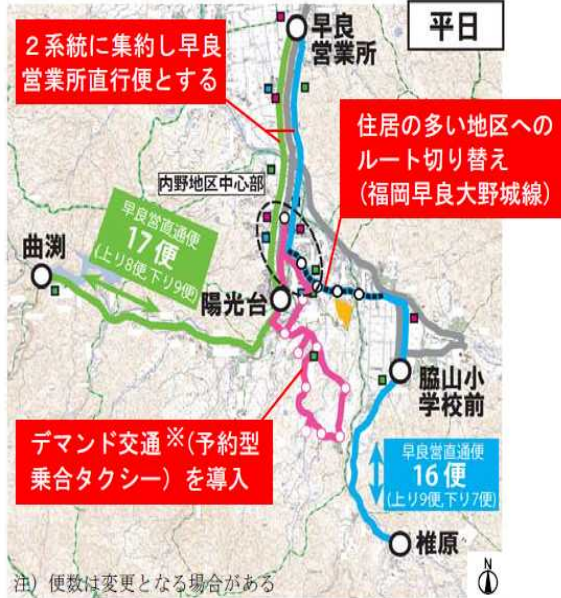 平日
早良
営業所
２系統に集約し早良
営業所直行便とする
住居の多い地区への
ルート切り替え
(福岡早良大野城線)
内野地区中心部
早良営直通便
17 便
(上り8便,下り9便)
曲渕
陽光台
脇山小
学校前
デマンド交通※(予約型
乗合タクシー）を導入
早良営直通便
16 便
(上り9便,下り7便)
椎原
注）便数は変更となる場合がある
N